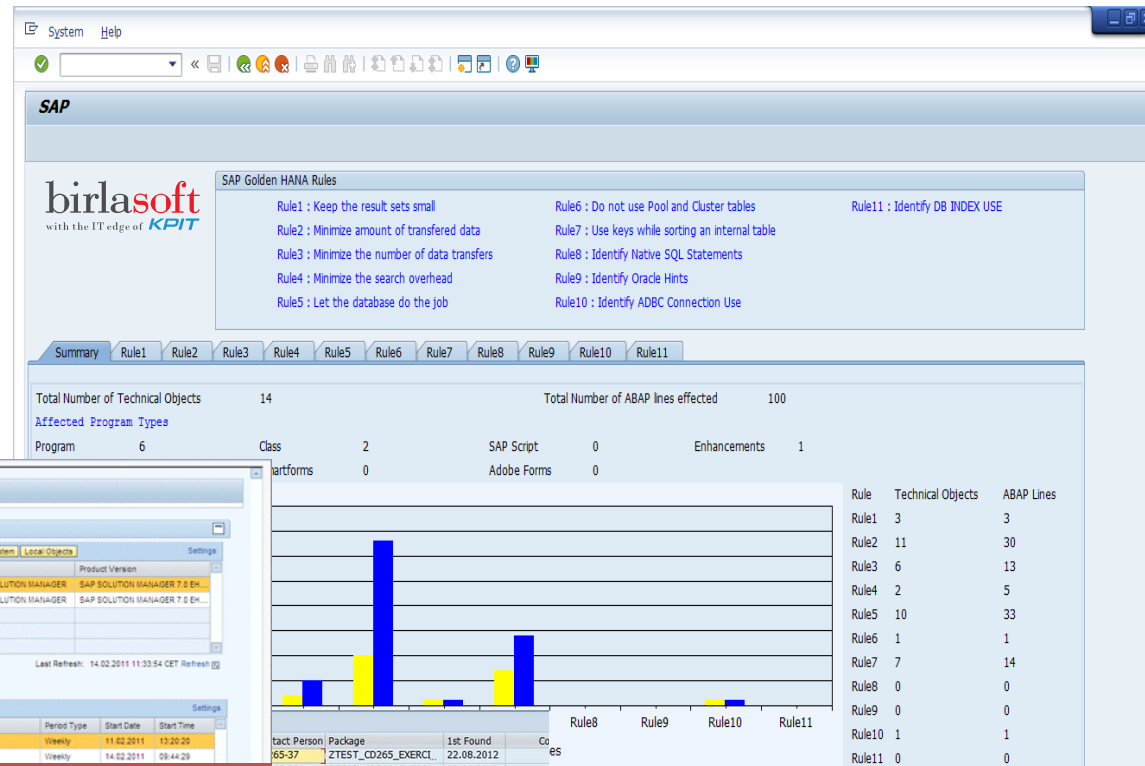 System Help
«
SAP
birlasoft
with the IT edge of KPIT
SAP Golden HANA Rules
Rule1 : Keep the result sets small
Rule2 : Minimize amount of transfered data
Rule3 : Minimize the number of data transfers
Rule4 : Minimize the search overhead
Rule5 : Let the database do the job
Rule6 : Do not use Pool and Cluster tables
Rule7 : Use keys while sorting an internal table
Rule8 : Identify Native SQL Statements
Rule9 : Identify Oracle Hints
Rule10 : Identify ADBC Connection Use
Rule11 : Identify DB INDEX USE
Summary Rule1 Rule2 Rule3 Rule4 Rule5 Rule6 Rule7 Rule8 Rule9 Rule10 Rule11
Total Number of Technical Objects 14 Total Number of ABAP lines effected 100
Affected Program Types
Program 6 Class 2 SAP Script 0 Enhancements 1
martforms 0 Adobe Forms 0
Rule Technical Objects ABAP Lines
Rule1 3 3
Rule2 11 30
Rule3 6 13
Rule4 2 5
Rule5 10 33
Rule6 1 1
Rule7 7 14
Rule8 0 0
Rule9 0 0
Rule10 1 1
Rule11 0 0
Rule8 Rule9 Rule10 Rule11
es
tem Local Objects Settings
Product Version
LUTION MANAGER SAP SOLUTION MANAGER 7.0 EH...
LUTION MANAGER SAP SOLUTION MANAGER 7.0 EH...
Last Refresh: 14.02.2011 11:33:54 CET Refresh
Settings
Period Type Start Date Start Time
Weekly 11.02.2011 13:20:20
Weekly 14.02.2011 09:44:29
tact Person Package 1st Found Co
65-37 ZTEST_CD265_EXERCI... 22.08.2012